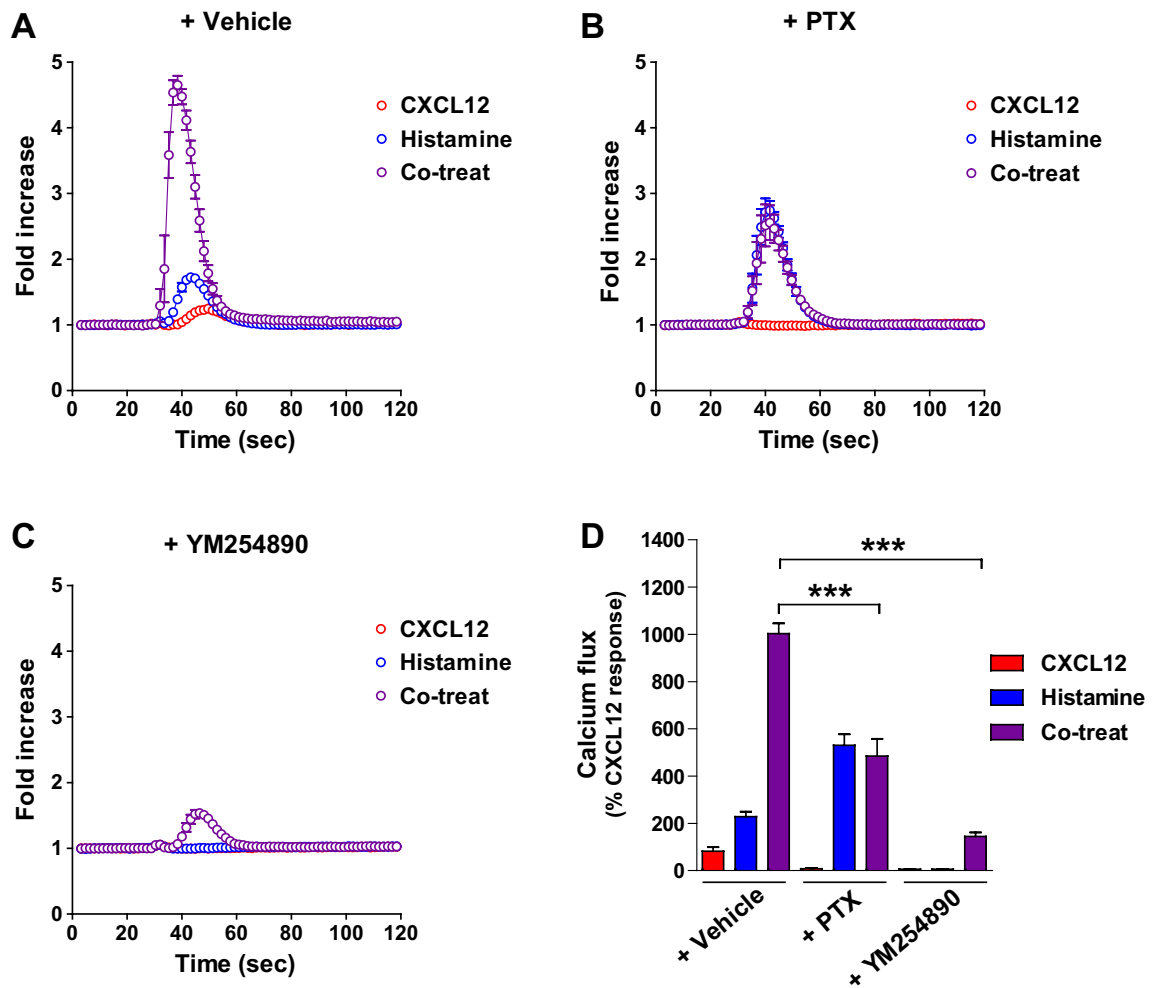 A
+ Vehicle
5
4
3
2
1
0
Fold increase
0 20 40 60 80 100 120
Time (sec)
CXCL12
Histamine
Co-treat
B
+ PTX
5
4
3
2
1
0
Fold increase
0 20 40 60 80 100 120
Time (sec)
CXCL12
Histamine
Co-treat
C
+ YM254890
5
4
3
2
1
0
Fold increase
0 20 40 60 80 100 120
Time (sec)
CXCL12
Histamine
Co-treat
D
1400
1200
1000
800
600
400
200
0
Calcium flux
(% CXCL12 response)
***
***
+ Vehicle
+ PTX
+ YM254890
CXCL12
Histamine
Co-treat